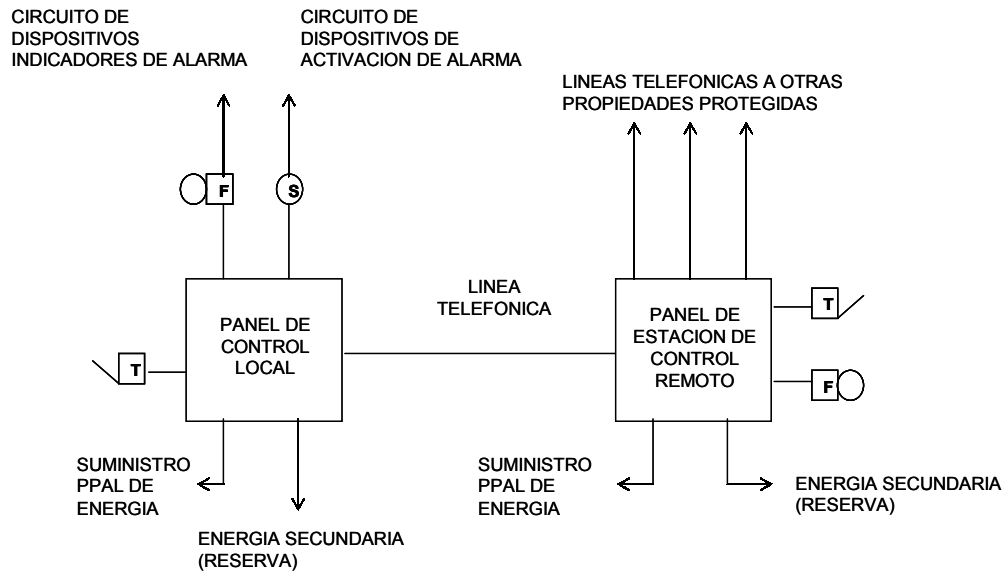 CIRCUITO DE
DISPOSITIVOS
INDICADORES DE ALARMA
CIRCUITO DE
DISPOSITIVOS DE
ACTIVACION DE ALARMA
LINEAS TELEFONICAS A OTRAS
PROPIEDADES PROTEGIDAS
F
S
PANEL DE
CONTROL
LOCAL
T
LINEA
TELEFONICA
PANEL DE
ESTACION DE
CONTROL
REMOTO
T
F
SUMINISTRO
PPAL DE
ENERGIA
ENERGIA SECUNDARIA
(RESERVA)
SUMINISTRO
PPAL DE
ENERGIA
ENERGIA SECUNDARIA
(RESERVA)